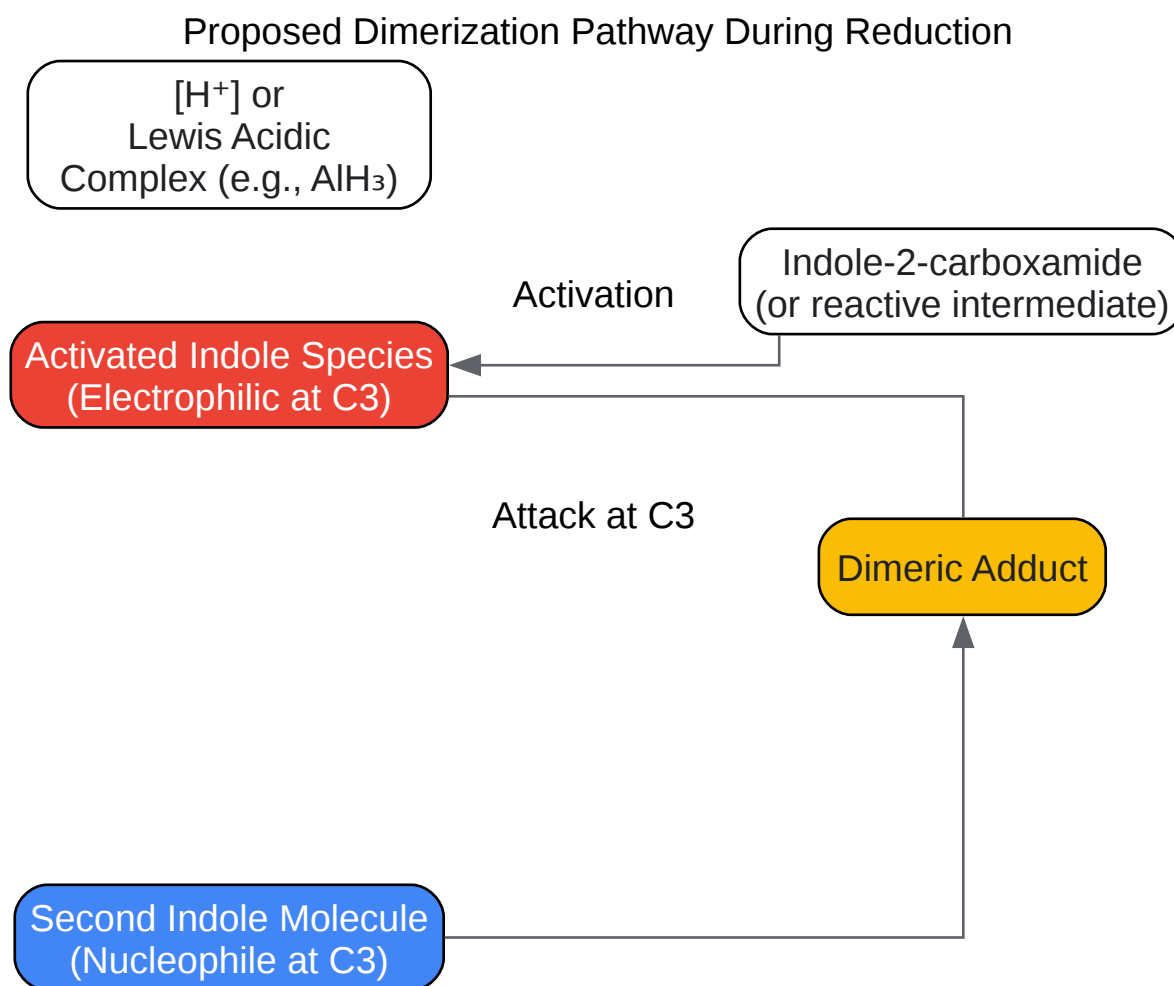 Proposed Dimerization Pathway During Reduction
[H⁺] or
Lewis Acidic
Complex (e.g., AlH₃)
Indole-2-carboxamide
(or reactive intermediate)
Activation
Activated Indole Species
(Electrophilic at C3)
Attack at C3
Dimeric Adduct
Second Indole Molecule
(Nucleophile at C3)